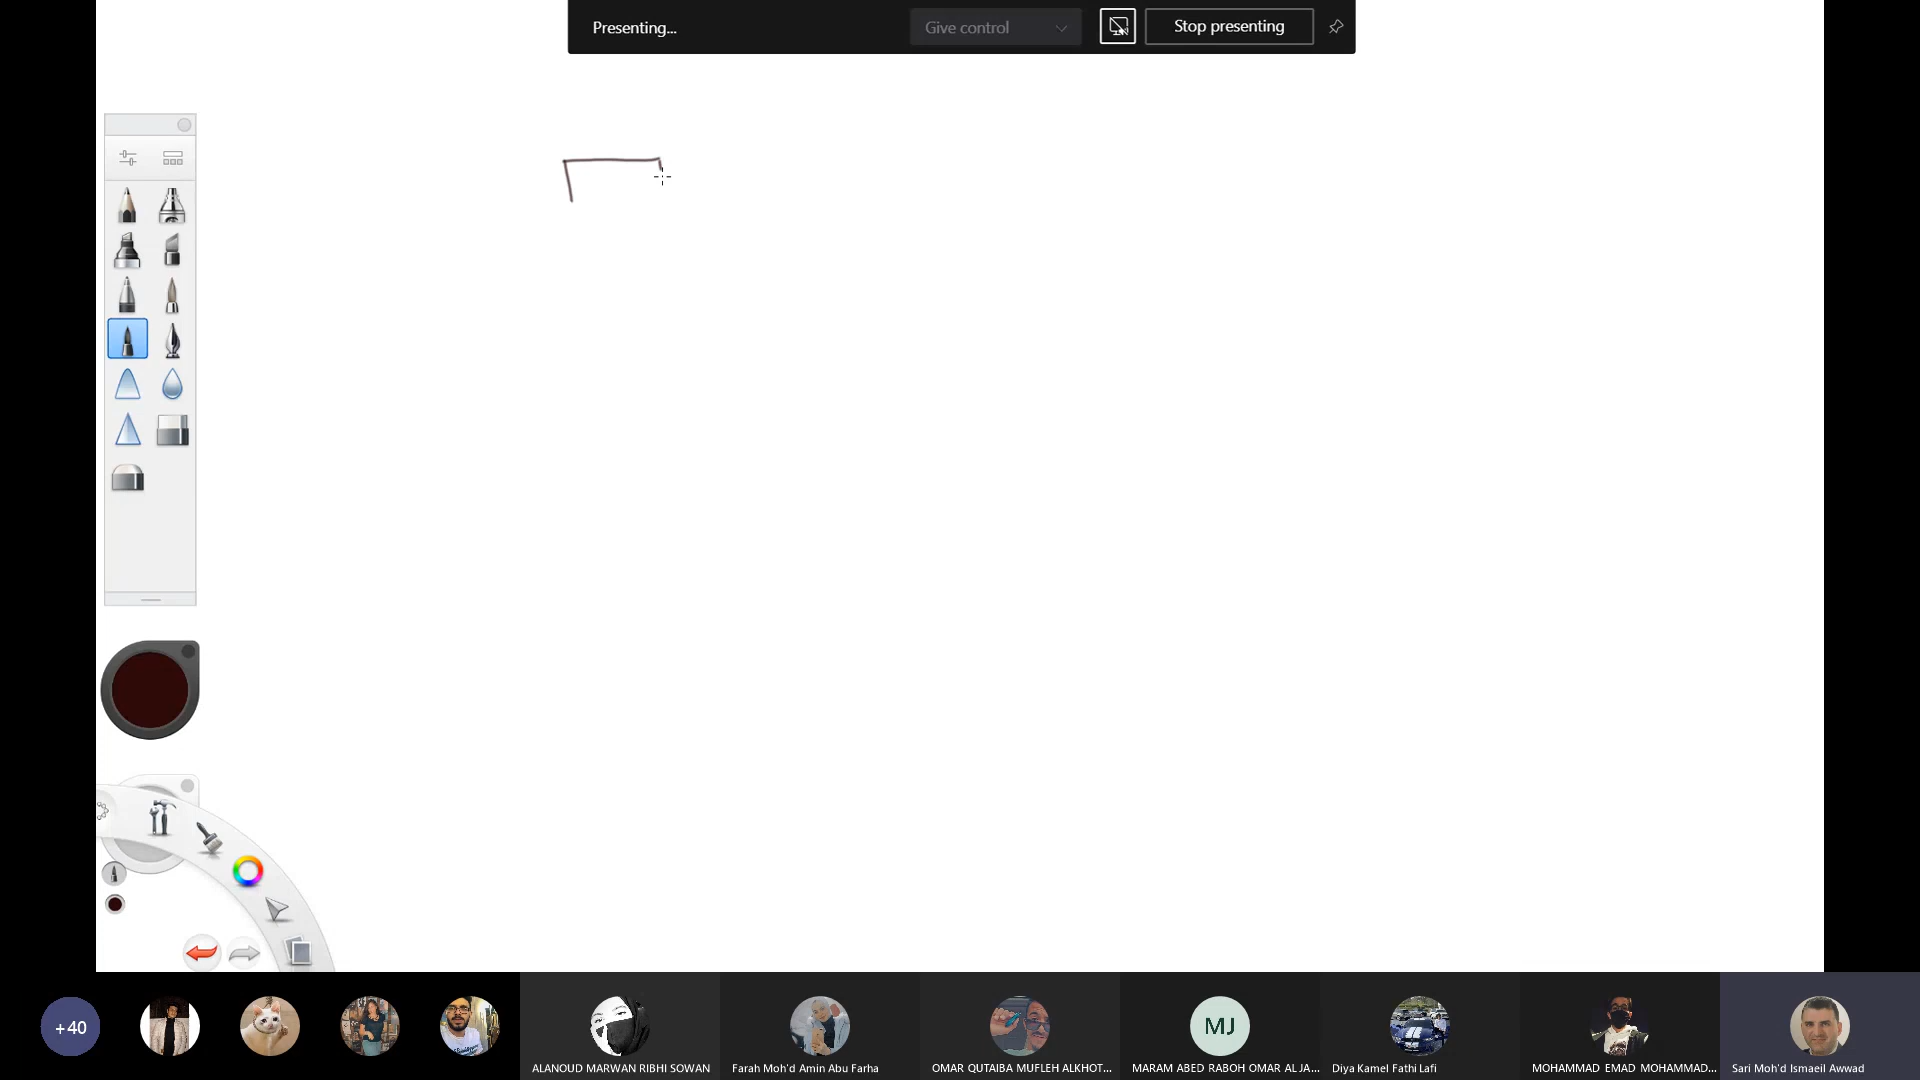 Presenting...
Give control
Stop presenting
+40
ALANOUD MARWAN RIBHI SOWAN
Farah Moh'd Amin Abu Farha
OMAR QUTAIBA MUFLEH ALKHOT...
MJ
MARAM ABED RABOH OMAR AL JA...
Diya Kamel Fathi Lafi
MOHAMMAD EMAD MOHAMMAD...
Sari Moh'd Ismaeil Awwad